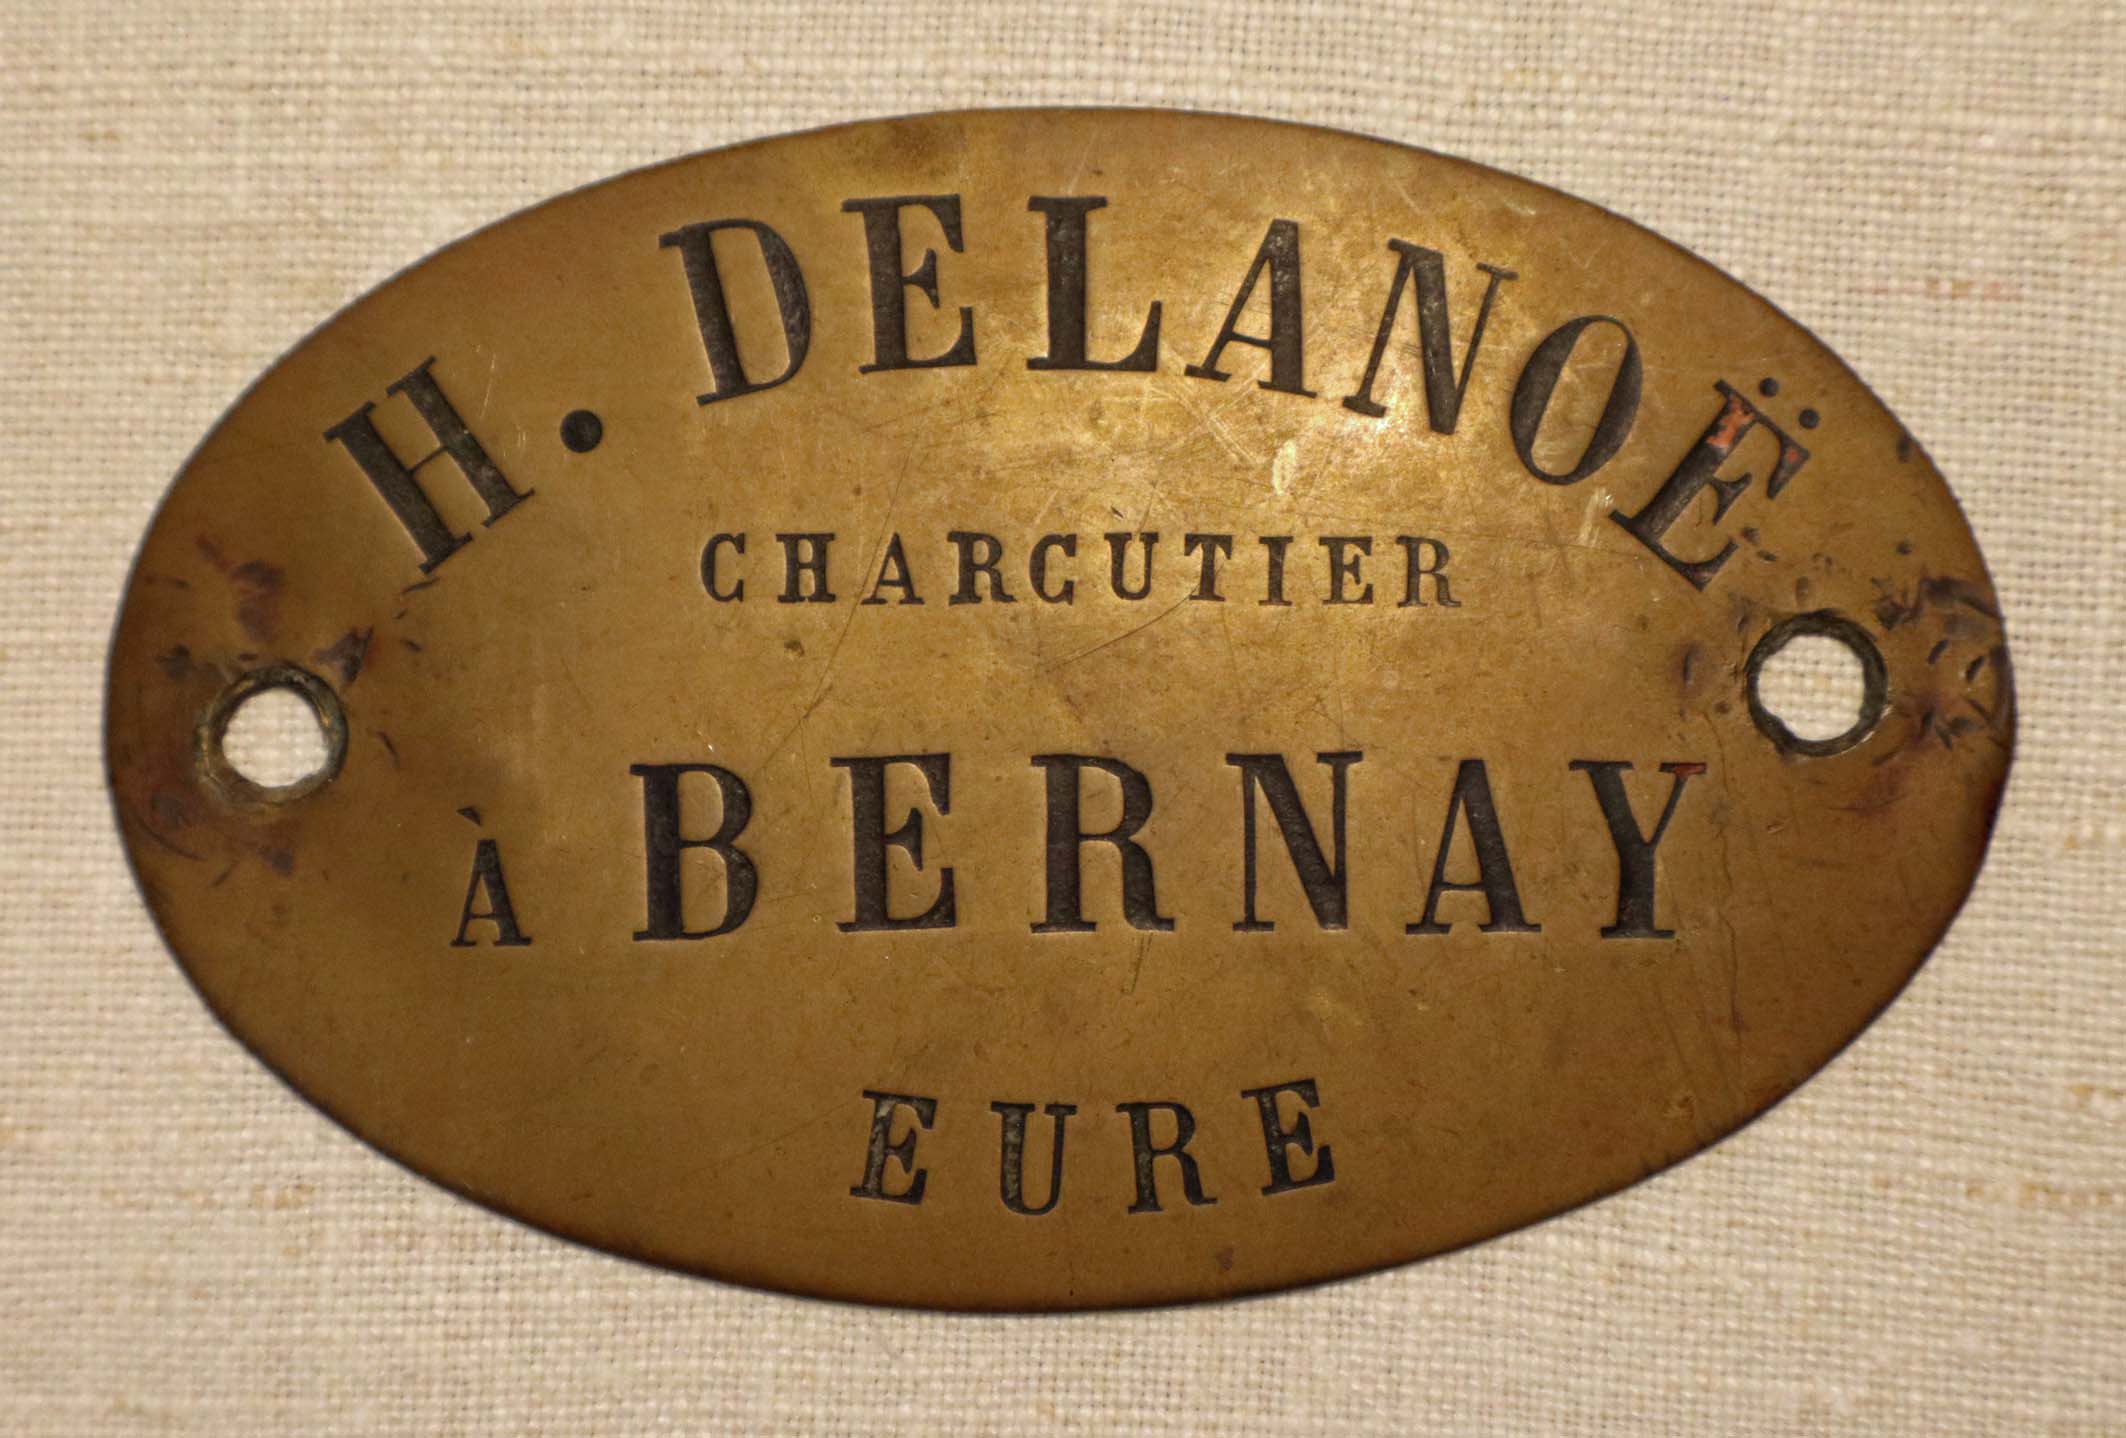 H. DELANOË
CHARCUTIER
À BERNAY
EURE